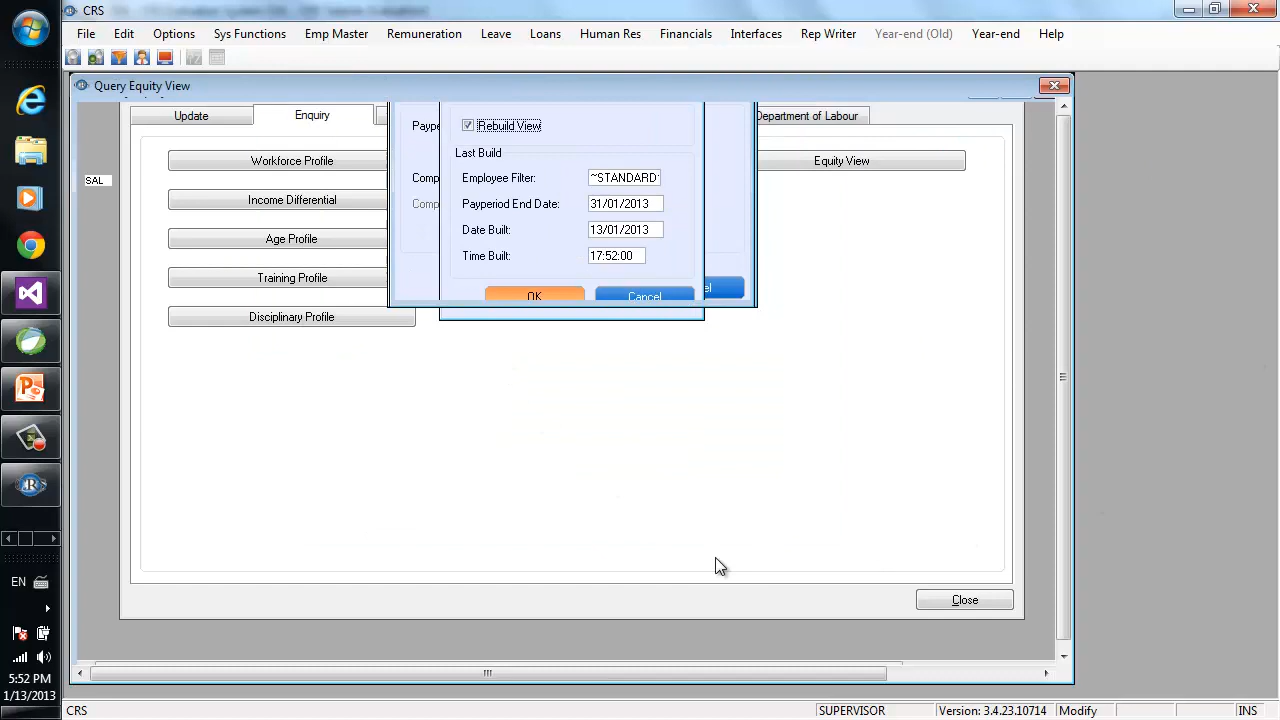 CRS
File Edit Options Sys Functions Emp Master Remuneration Leave Loans Human Res Financials Interfaces Rep Writer Year-end (Old) Year-end Help
Query Equity View
Update Enquiry Department of Labour
Workforce Profile
Income Differential
Age Profile
Training Profile
Disciplinary Profile
Equity View
SAL
Rebuild View
Last Build
Employee Filter: ~STANDARD
Payperiod End Date: 31/01/2013
Date Built: 13/01/2013
Time Built: 17:52:00
OK Cancel
Close
EN
5:52 PM
1/13/2013
CRS SUPERVISOR Version: 3.4.23.10714 Modify INS